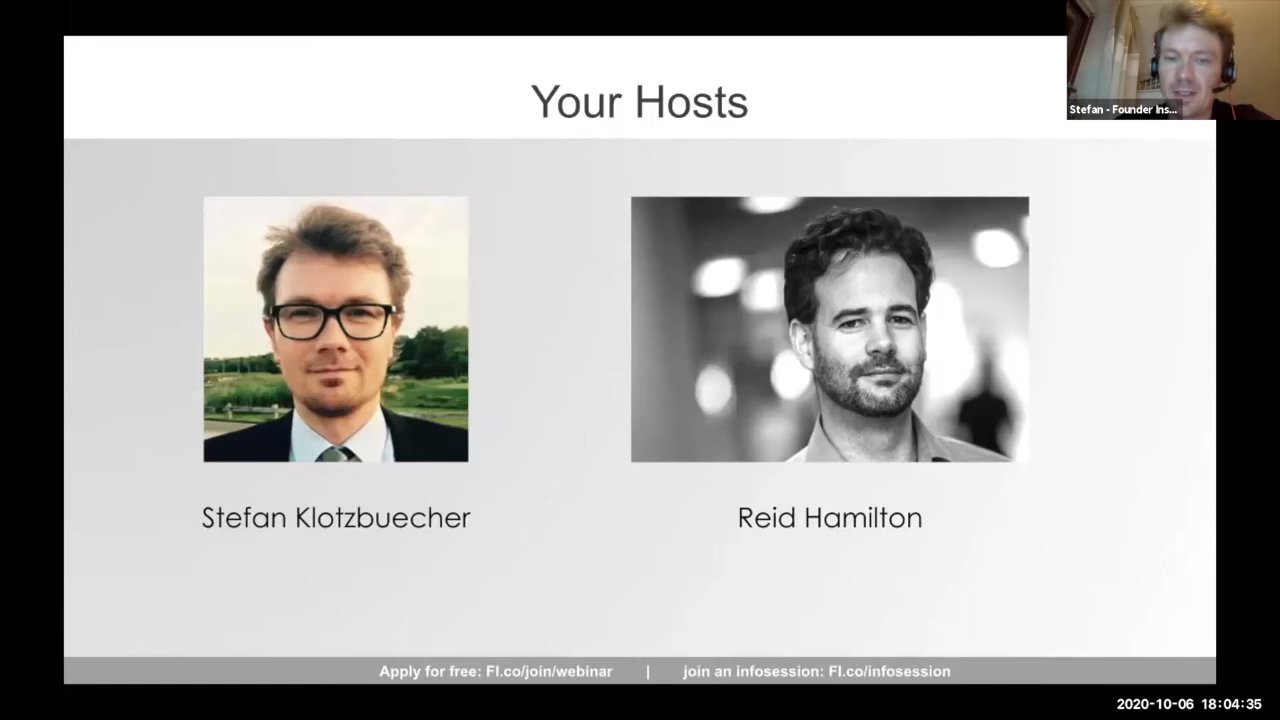 Your Hosts
Stefan - Founder Ins...
Stefan Klotzbuecher
Reid Hamilton
Apply for free: FI.co/join/webinar | join an infosession: FI.co/infosession
2020-10-06 18:04:35